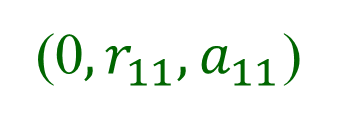 (0, r₁₁, a₁₁)